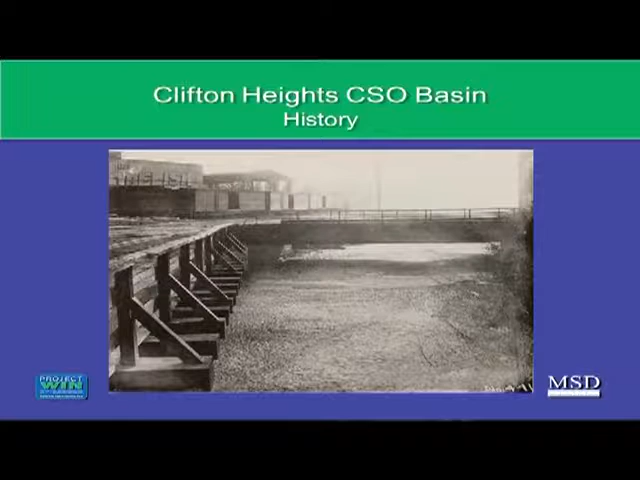 Clifton Heights CSO Basin
History
PROJECT
WIN
MSD